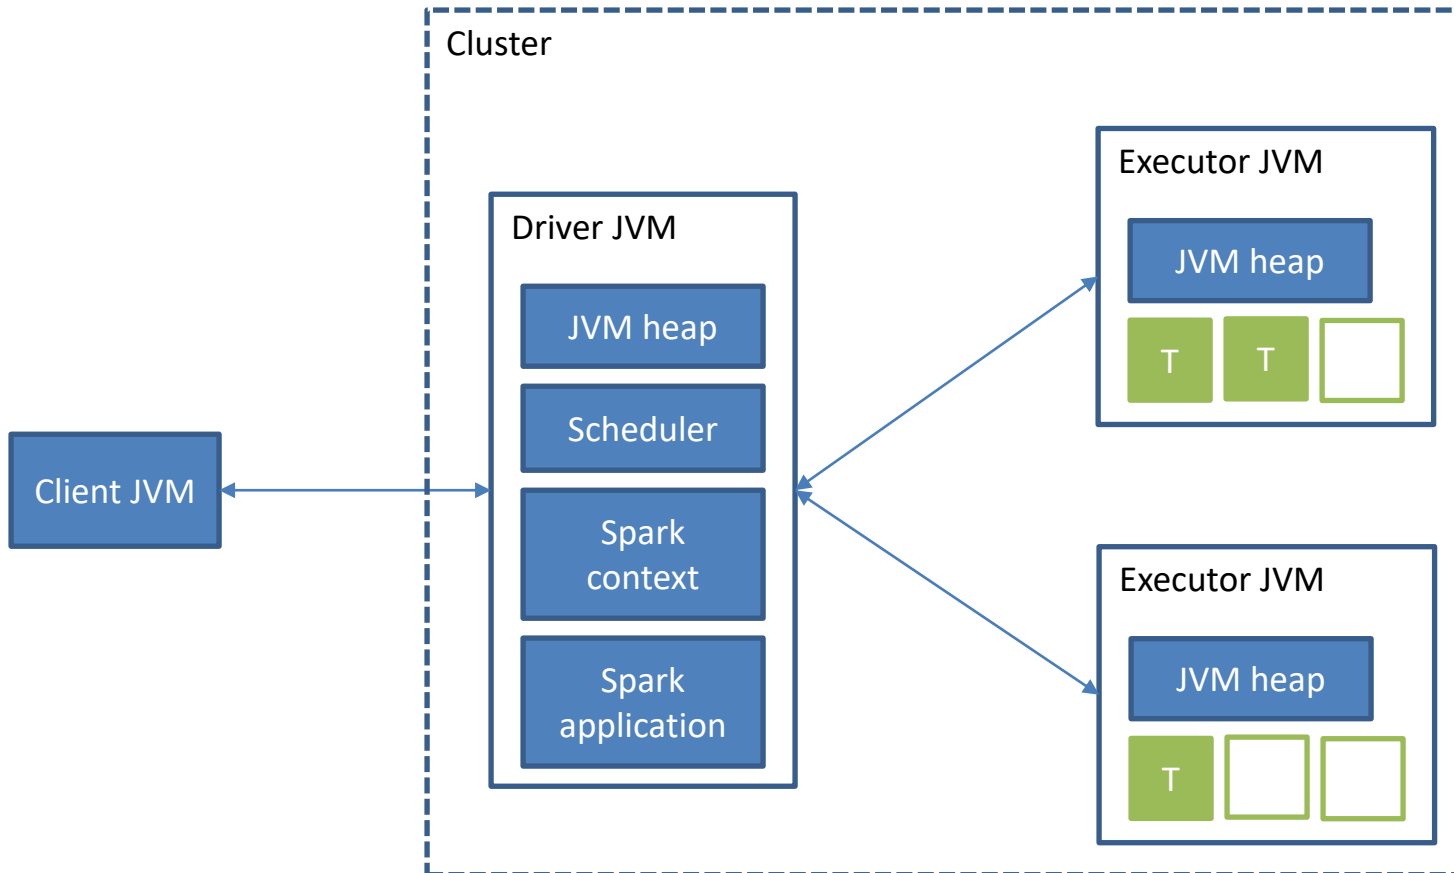 Cluster
Client JVM
Driver JVM
JVM heap
Scheduler
Spark
context
Spark
application
Executor JVM
JVM heap
T T
Executor JVM
JVM heap
T